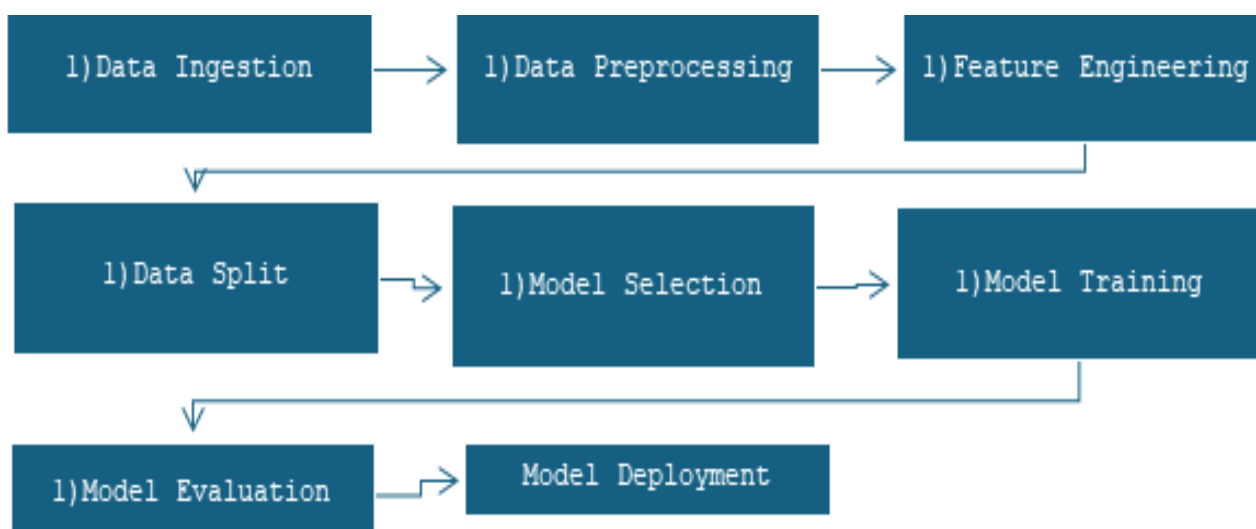 1)Data Ingestion
1)Data Preprocessing
1)Feature Engineering
1)Data Split
1)Model Selection
1)Model Training
1)Model Evaluation
Model Deployment